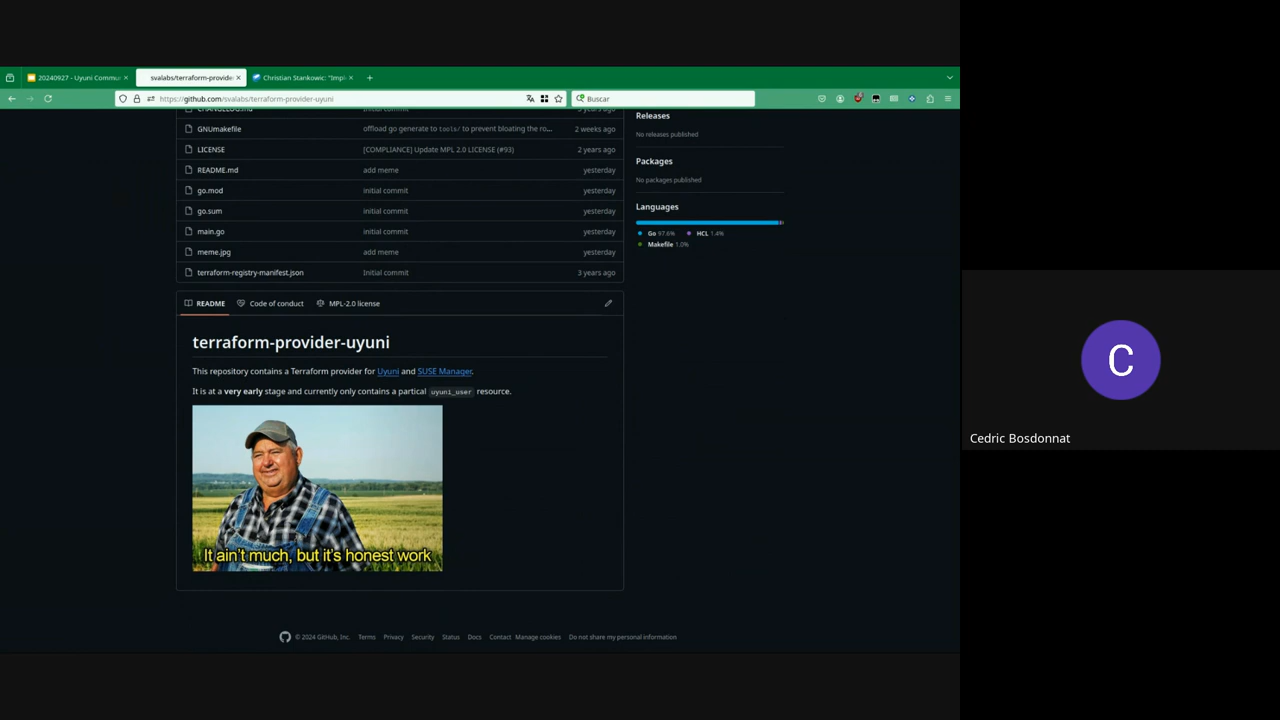 20240927 - Uyuni Commu
svalabs/terraform-provide
Christian Stankowic: "Impl
https://github.com/svalabs/terraform-provider-uyuni
Buscar
CHANGELOG.md
initial commit
3 years ago
GNUmakefile
offload go generate to tools/ to prevent bloating the ro...
2 weeks ago
LICENSE
[COMPLIANCE] Update MPL 2.0 LICENSE (#93)
2 years ago
README.md
add meme
yesterday
go.mod
initial commit
yesterday
go.sum
initial commit
yesterday
main.go
initial commit
yesterday
meme.jpg
add meme
yesterday
terraform-registry-manifest.json
Initial commit
3 years ago
Releases
No releases published
Packages
No packages published
Languages
Go 97.6%
HCL 1.4%
Makefile 1.0%
README
Code of conduct
MPL-2.0 license
terraform-provider-uyuni
This repository contains a Terraform provider for Uyuni and SUSE Manager.
It is at a very early stage and currently only contains a partical uyuni_user resource.
It ain't much, but it's honest work
© 2024 GitHub, Inc.
Terms
Privacy
Security
Status
Docs
Contact
Manage cookies
Do not share my personal information
C
Cedric Bosdonnat